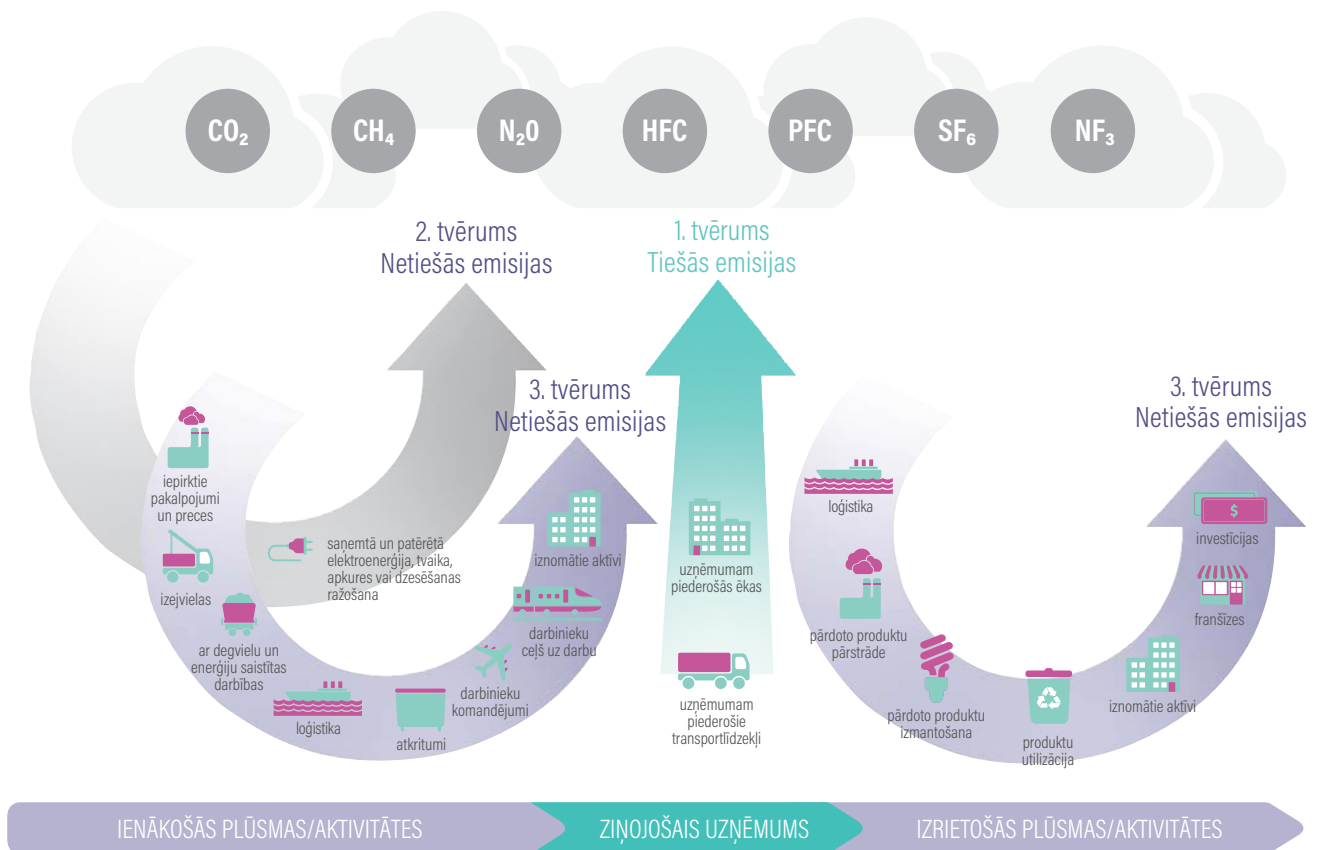 CO₂
CH₄
N₂O
HFC
PFC
SF₆
NF₃
2. tvērums
Netiešās emisijas
1. tvērums
Tiešās emisijas
3. tvērums
Netiešās emisijas
3. tvērums
Netiešās emisijas
iepirktie
pakalpojumi
un preces
izejvielas
ar degvielu un
enerģiju saistītas
darbības
loģistika
atkritumi
darbinieku
komandējumi
darbinieku
ceļš uz darbu
iznomātie aktīvi
saņemtā un patērētā
elektroenerģija, tvaika,
apkures vai dzesēšanas
ražošana
uzņēmumam
piederošās ēkas
uzņēmumam
piederošie
transportlīdzekļi
loģistika
pārdoto produktu
pārstrāde
pārdoto produktu
izmantošana
produktu
utilizācija
iznomātie aktīvi
franšīzes
$
investīcijas
IENĀKOŠĀS PLŪSMAS/AKTIVITĀTES
ZIŅOJOŠAIS UZŅĒMUMS
IZRIETOŠĀS PLŪSMAS/AKTIVITĀTES